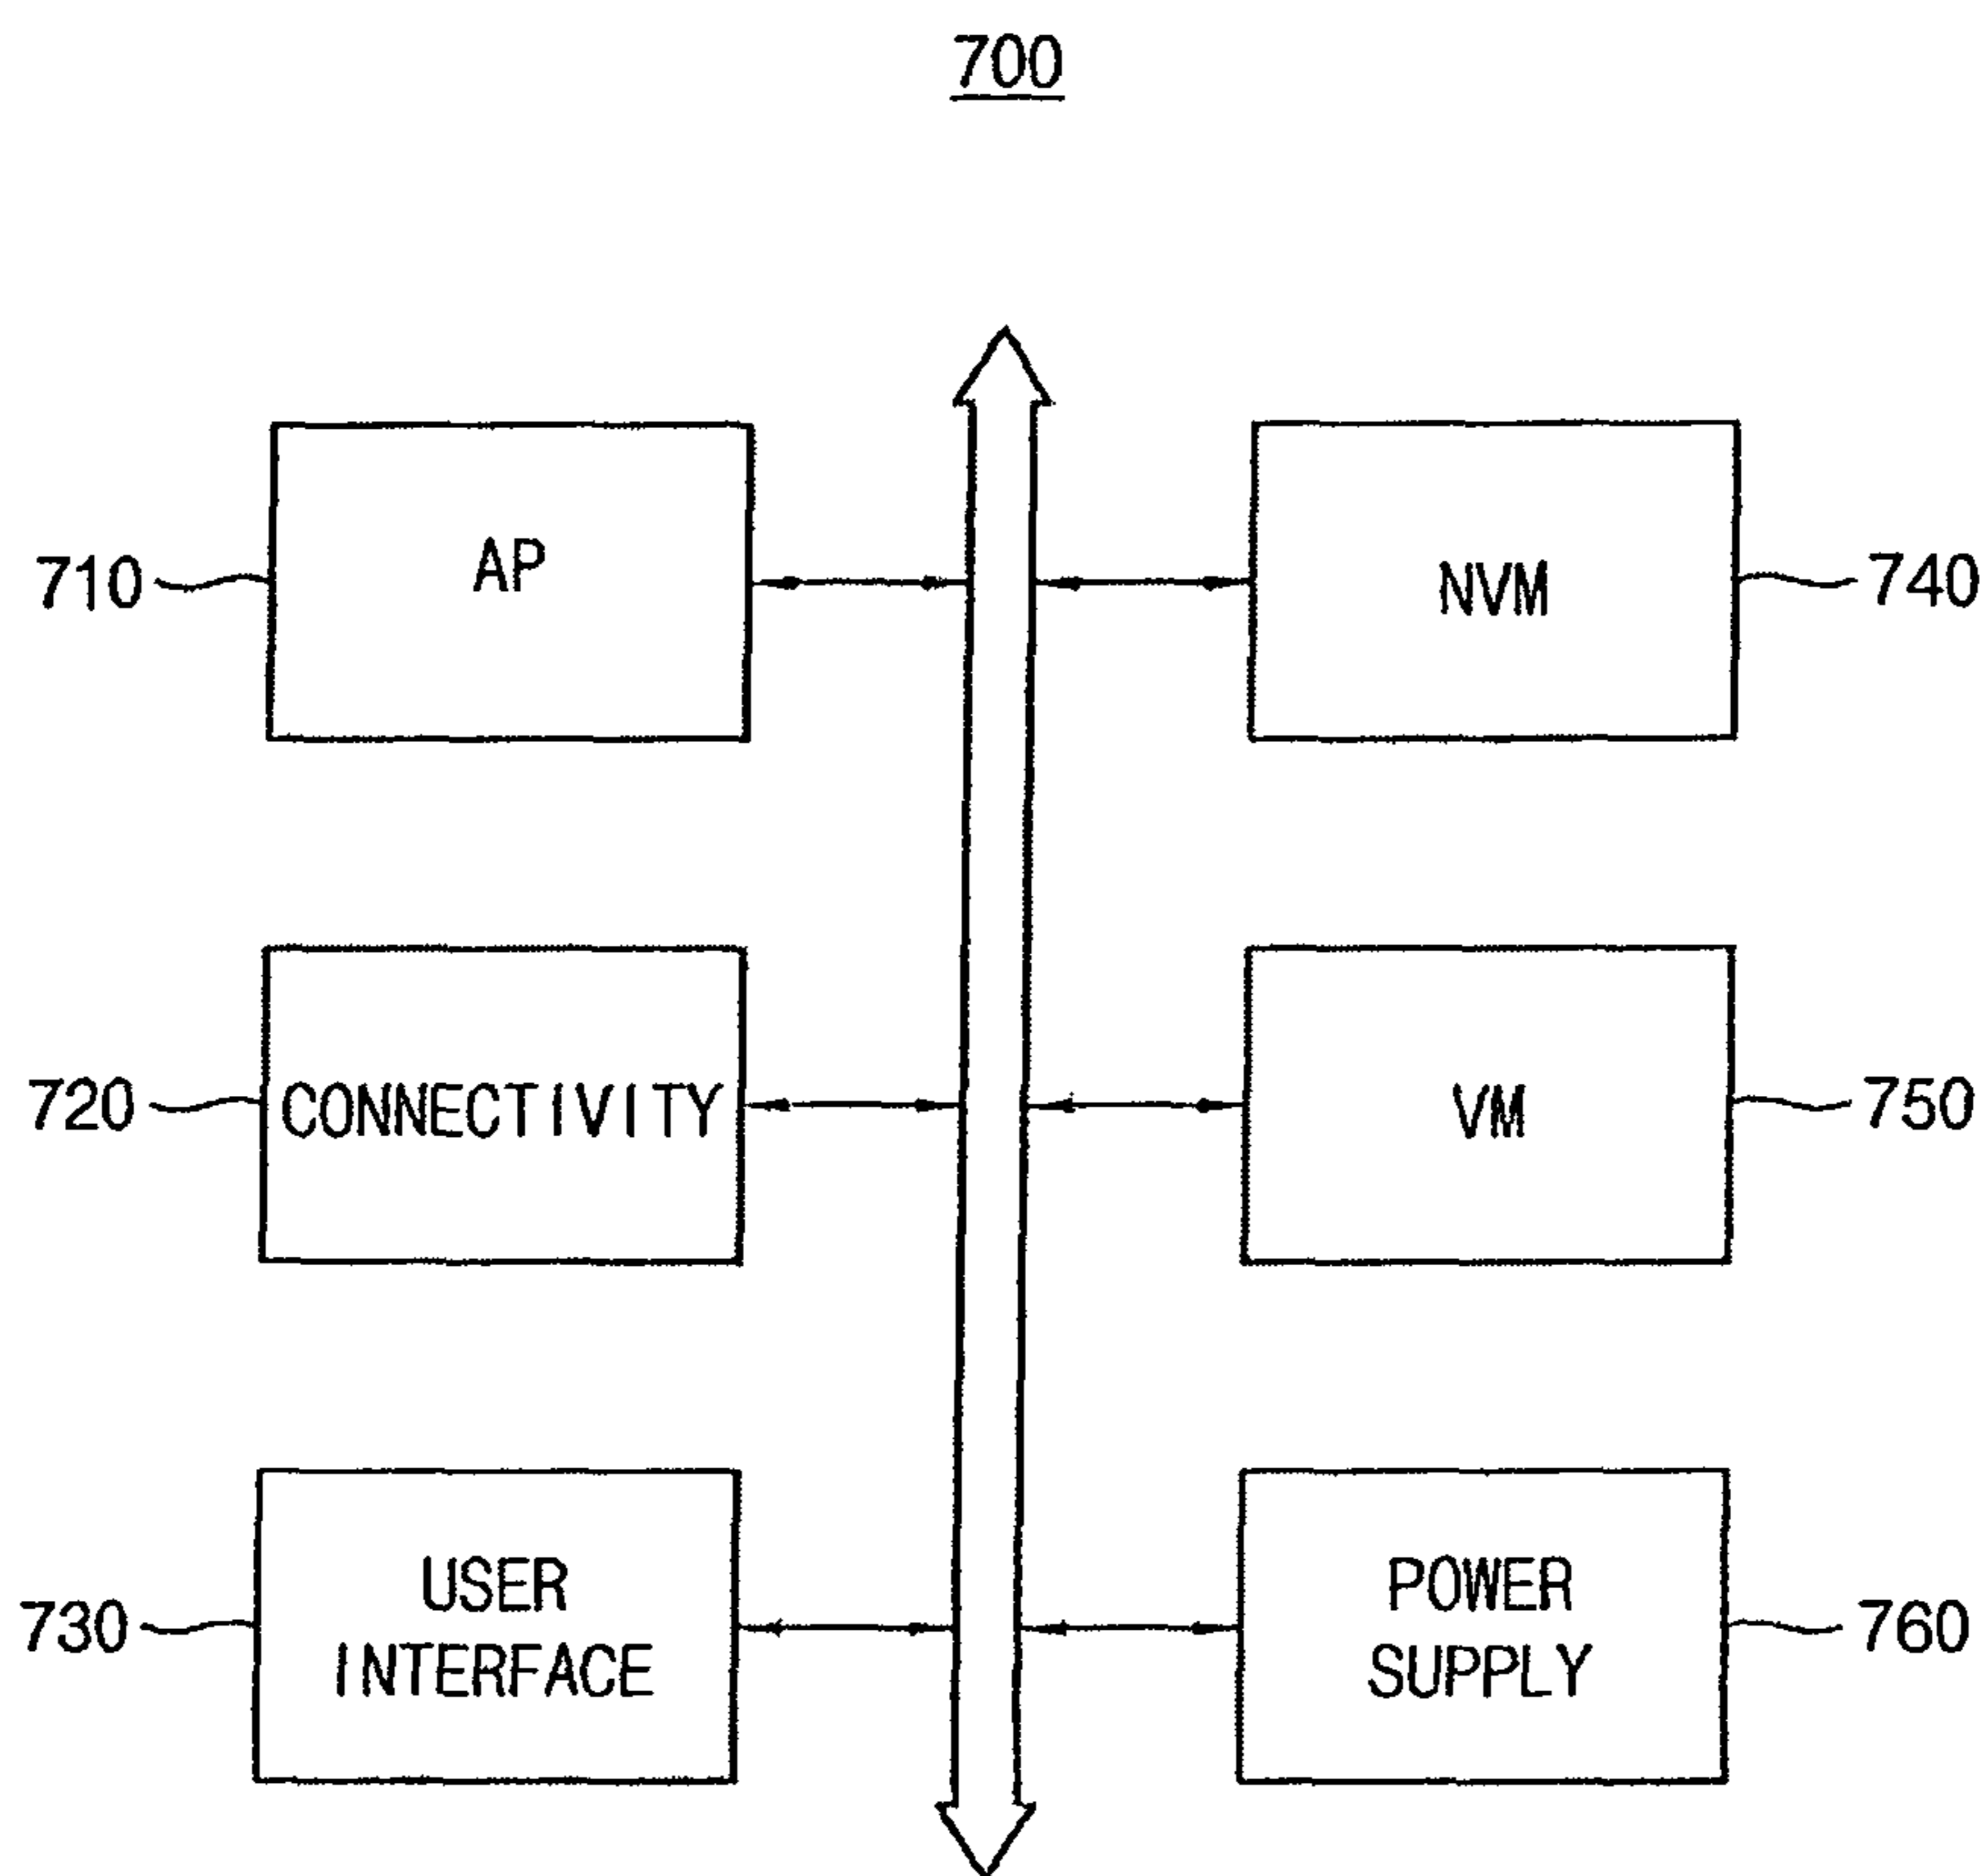 700
710
AP
NVM
740
720
CONNECTIVITY
VM
750
730
USER
INTERFACE
POWER
SUPPLY
760